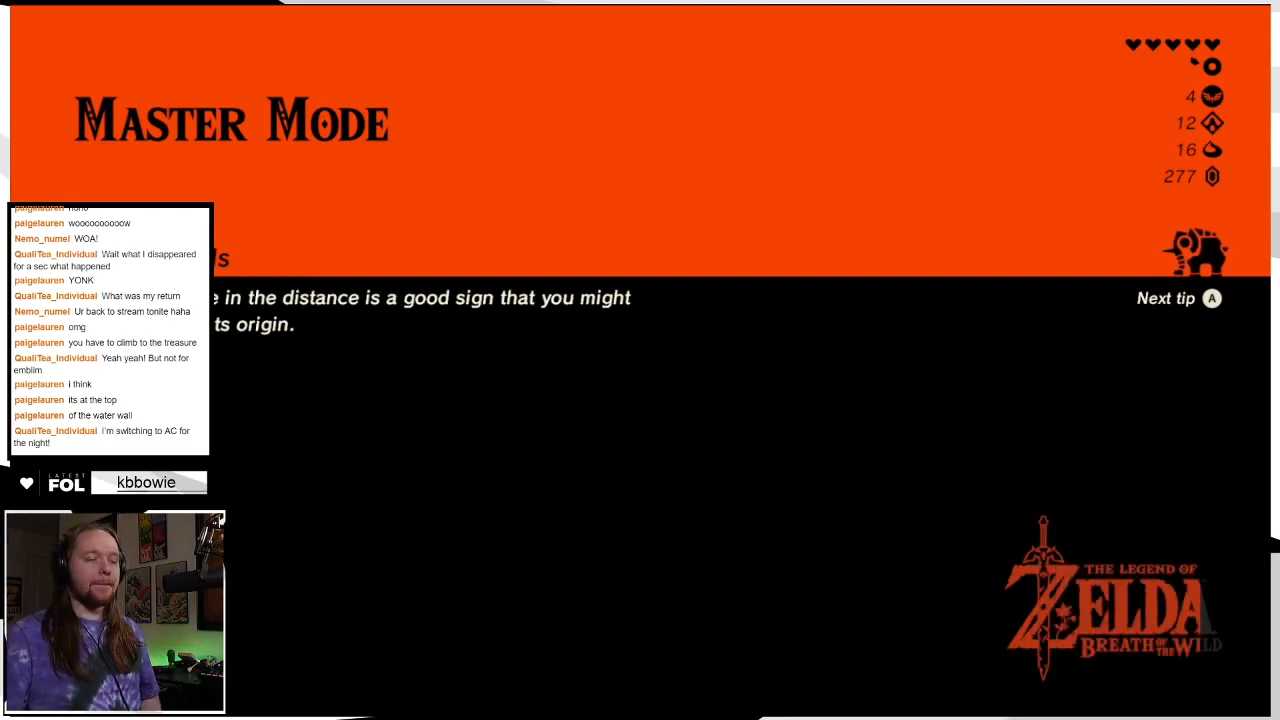 MASTER MODE
4
12
16
277
ls
e in the distance is a good sign that you might
ts origin.
Next tip A
paigelauren
paigelauren wooooooooow
Nemo_numel WOA!
QualiTea_Individual Wait what I disappeared
for a sec what happened
paigelauren YONK
QualiTea_Individual What was my return
Nemo_numel Ur back to stream tonite haha
paigelauren omg
paigelauren you have to climb to the treasure
QualiTea_Individual Yeah yeah! But not for
emblim
paigelauren i think
paigelauren its at the top
paigelauren of the water wall
QualiTea_Individual I'm switching to AC for
the night!
LATEST
FOL kbbowie
THE LEGEND OF
ZELDA
BREATH OF THE WILD